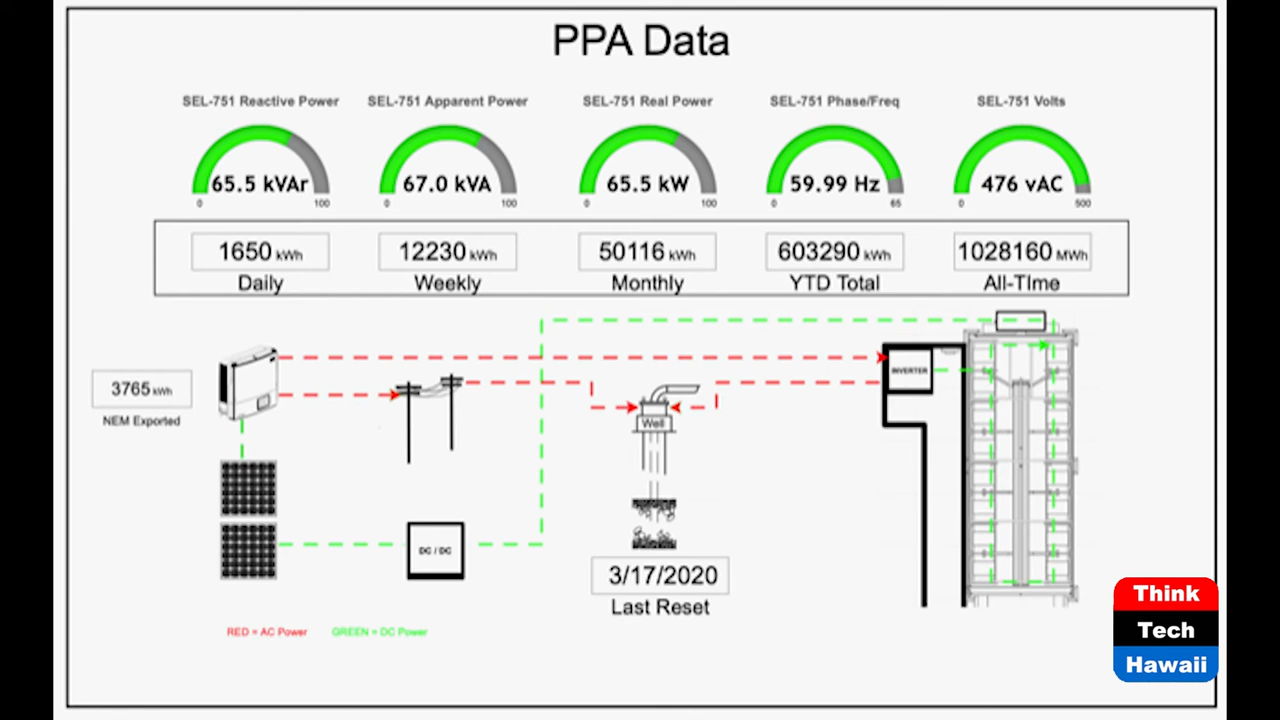 PPA Data
SEL-751 Reactive Power
SEL-751 Apparent Power
SEL-751 Real Power
SEL-751 Phase/Freq
SEL-751 Volts
65.5 kVAr
67.0 kVA
65.5 kW
59.99 Hz
476 vAC
0 100
0 100
0 100
0 65
0 500
1650 kWh
12230 kWh
50116 kWh
603290 kWh
1028160 MWh
Daily
Weekly
Monthly
YTD Total
All-TIme
3765 kWh
NEM Exported
INVERTER
Well
DC / DC
3/17/2020
Last Reset
RED = AC Power
GREEN = DC Power
Think
Tech
Hawaii